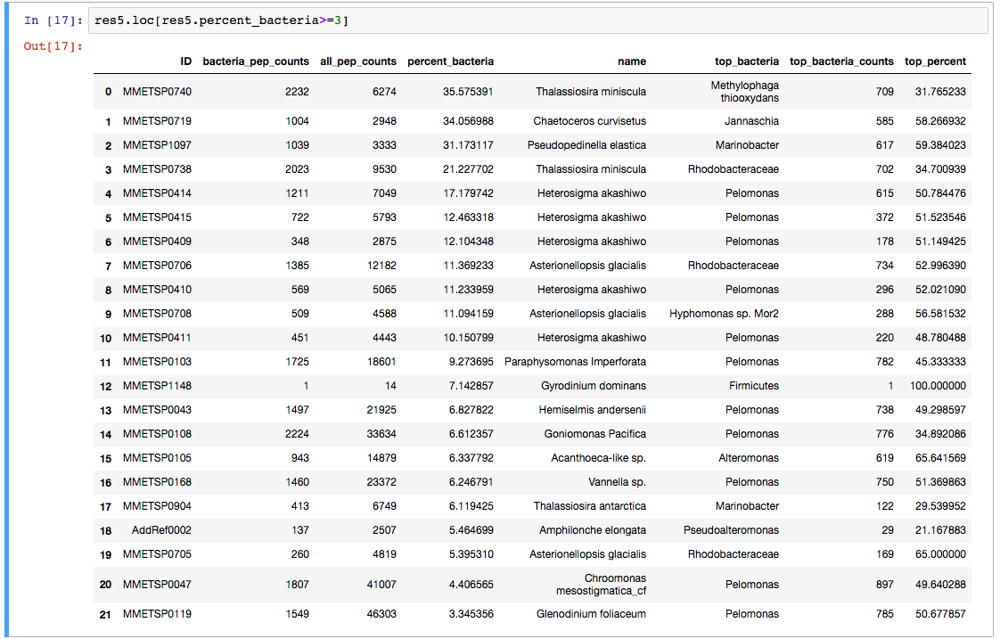 In [17]: res5.loc[res5.percent_bacteria>=3]
Out[17]:
ID bacteria_pep_counts all_pep_counts percent_bacteria name top_bacteria top_bacteria_counts top_percent
0 MMETSP0740 2232 6274 35.575391 Thalassiosira miniscula Methylophaga thiooxydans 709 31.765233
1 MMETSP0719 1004 2948 34.056988 Chaetoceros curvisetus Jannaschia 585 58.266932
2 MMETSP1097 1039 3333 31.173117 Pseudopedinella elastica Marinobacter 617 59.384023
3 MMETSP0738 2023 9530 21.227702 Thalassiosira miniscula Rhodobacteraceae 702 34.700939
4 MMETSP0414 1211 7049 17.179742 Heterosigma akashiwo Pelomonas 615 50.784476
5 MMETSP0415 722 5793 12.463318 Heterosigma akashiwo Pelomonas 372 51.523546
6 MMETSP0409 348 2875 12.104348 Heterosigma akashiwo Pelomonas 178 51.149425
7 MMETSP0706 1385 12182 11.369233 Asterionellopsis glacialis Rhodobacteraceae 734 52.996390
8 MMETSP0410 569 5065 11.233959 Heterosigma akashiwo Pelomonas 296 52.021090
9 MMETSP0708 509 4588 11.094159 Asterionellopsis glacialis Hyphomonas sp. Mor2 288 56.581532
10 MMETSP0411 451 4443 10.150799 Heterosigma akashiwo Pelomonas 220 48.780488
11 MMETSP0103 1725 18601 9.273695 Paraphysomonas Imperforata Pelomonas 782 45.333333
12 MMETSP1148 1 14 7.142857 Gyrodinium dominans Firmicutes 1 100.000000
13 MMETSP0043 1497 21925 6.827822 Hemiselmis andersenii Pelomonas 738 49.298597
14 MMETSP0108 2224 33634 6.612357 Goniomonas Pacifica Pelomonas 776 34.892086
15 MMETSP0105 943 14879 6.337792 Acanthoeca-like sp. Alteromonas 619 65.641569
16 MMETSP0168 1460 23372 6.246791 Vannella sp. Pelomonas 750 51.369863
17 MMETSP0904 413 6749 6.119425 Thalassiosira antarctica Marinobacter 122 29.539952
18 AddRef0002 137 2507 5.464699 Amphilonche elongata Pseudoalteromonas 29 21.167883
19 MMETSP0705 260 4819 5.395310 Asterionellopsis glacialis Rhodobacteraceae 169 65.000000
20 MMETSP0047 1807 41007 4.406565 Chroomonas mesostigmatica_cf Pelomonas 897 49.640288
21 MMETSP0119 1549 46303 3.345356 Glenodinium foliaceum Pelomonas 785 50.677857